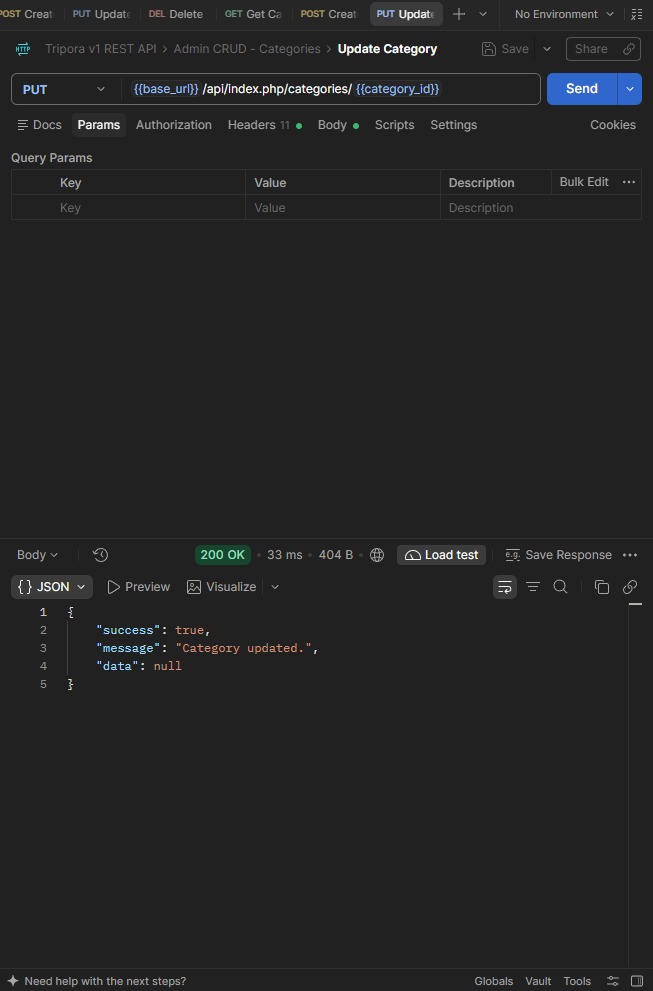 POST Creat PUT Update DEL Delete GET Get Ca POST Creat PUT Update No Environment
HTTP Tripora v1 REST API > Admin CRUD - Categories > Update Category Save Share
PUT {{base_url}} /api/index.php/categories/ {{category_id}} Send
Docs Params Authorization Headers 11 Body Scripts Settings Cookies
Query Params
Key Value Description Bulk Edit
Key Value Description
Body 200 OK 33 ms 404 B Load test e.g. Save Response
{} JSON Preview Visualize
1 {
2 "success": true,
3 "message": "Category updated.",
4 "data": null
5 }
Need help with the next steps? Globals Vault Tools